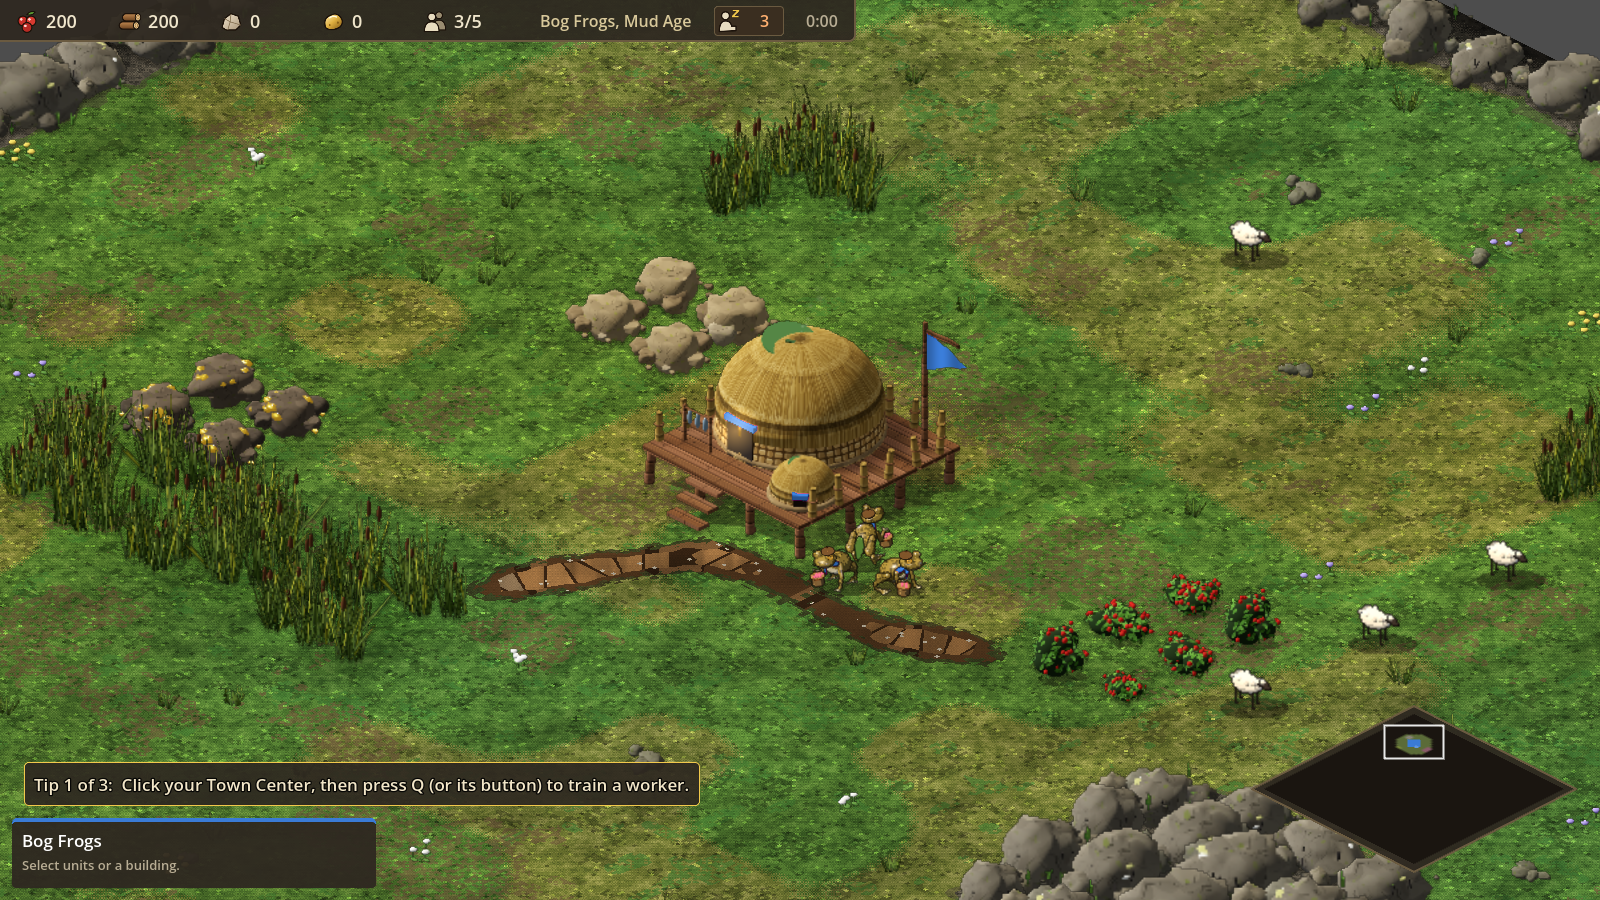 200 200 0 0 3/5 Bog Frogs, Mud Age z 3 0:00
Tip 1 of 3: Click your Town Center, then press Q (or its button) to train a worker.
Bog Frogs
Select units or a building.